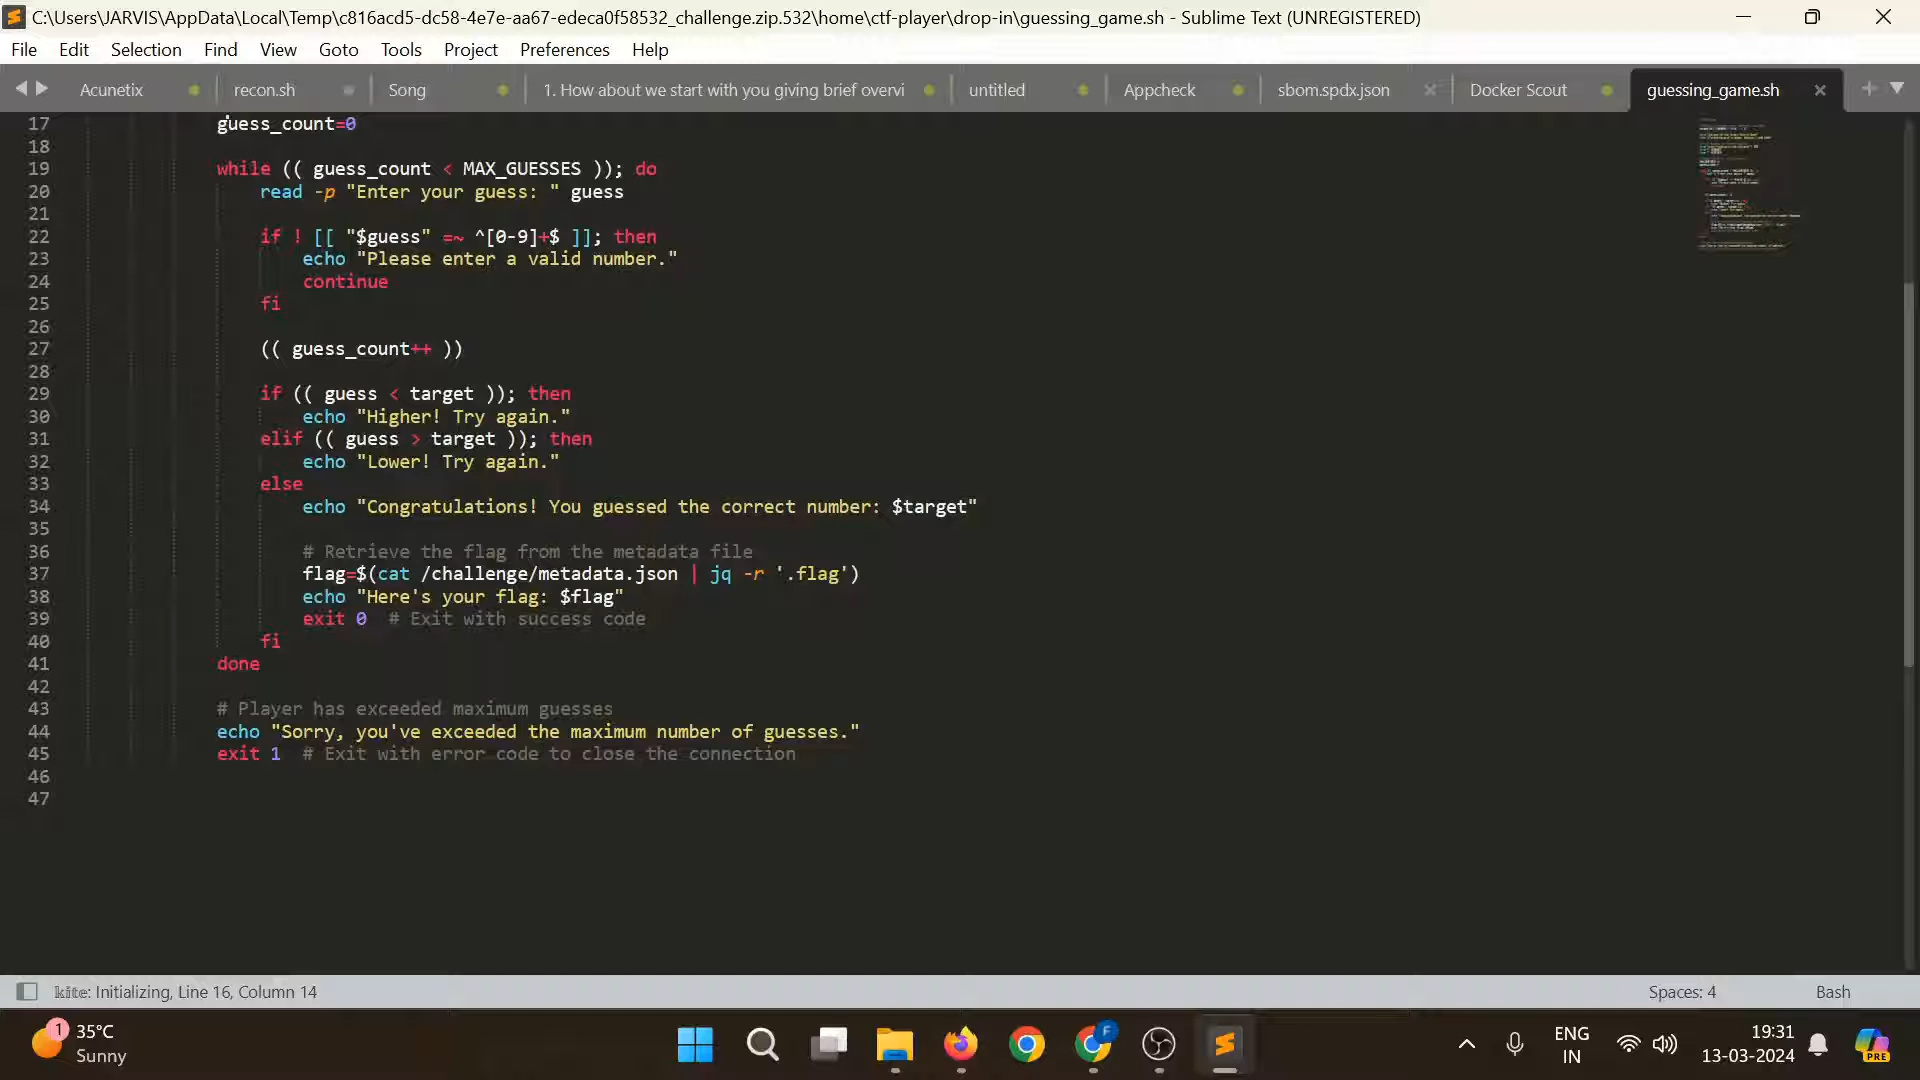 C:\Users\JARVIS\AppData\Local\Temp\c816acd5-dc58-4e7e-aa67-edeca0f58532_challenge.zip.532\home\ctf-player\drop-in\guessing_game.sh - Sublime Text (UNREGISTERED)
File Edit Selection Find View Goto Tools Project Preferences Help
Acunetix recon.sh Song 1. How about we start with you giving brief overvi untitled Appcheck sbom.spdx.json Docker Scout guessing_game.sh
17 guess_count=0
18
19 while (( guess_count < MAX_GUESSES )); do
20 read -p "Enter your guess: " guess
21
22 if ! [[ "$guess" =~ ^[0-9]+$ ]]; then
23 echo "Please enter a valid number."
24 continue
25 fi
26
27 (( guess_count++ ))
28
29 if (( guess < target )); then
30 echo "Higher! Try again."
31 elif (( guess > target )); then
32 echo "Lower! Try again."
33 else
34 echo "Congratulations! You guessed the correct number: $target"
35
36 # Retrieve the flag from the metadata file
37 flag=$(cat /challenge/metadata.json | jq -r '.flag')
38 echo "Here's your flag: $flag"
39 exit 0 # Exit with success code
40 fi
41 done
42
43 # Player has exceeded maximum guesses
44 echo "Sorry, you've exceeded the maximum number of guesses."
45 exit 1 # Exit with error code to close the connection
46
47
kite: Initializing, Line 16, Column 14 Spaces: 4 Bash
1 35°C
Sunny
F
ENG
IN
19:31
13-03-2024
PRE